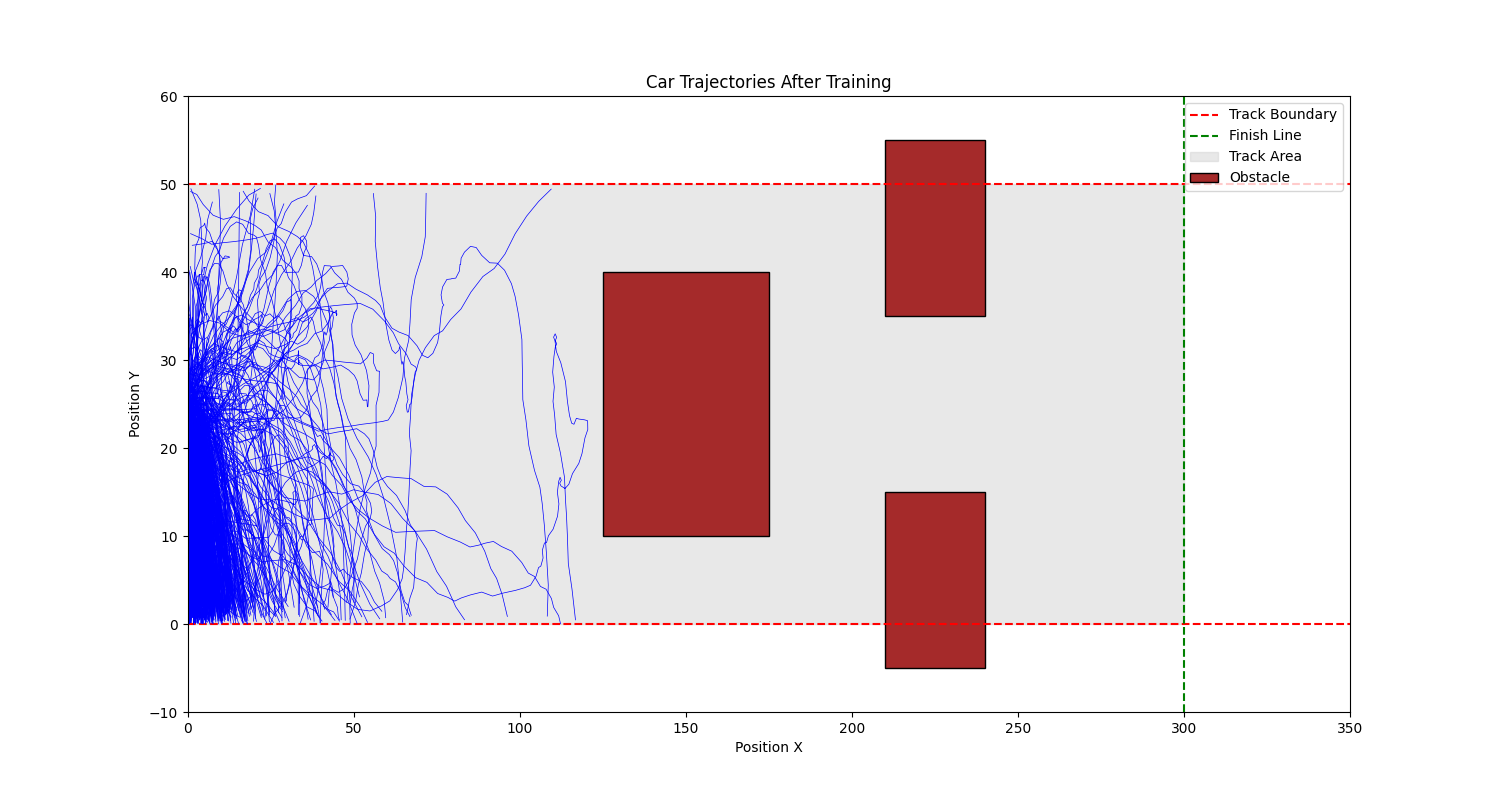 Car Trajectories After Training
Track Boundary
Finish Line
Track Area
Obstacle
Position Y
60
50
40
30
20
10
0
−10
0 50 100 150 200 250 300 350
Position X